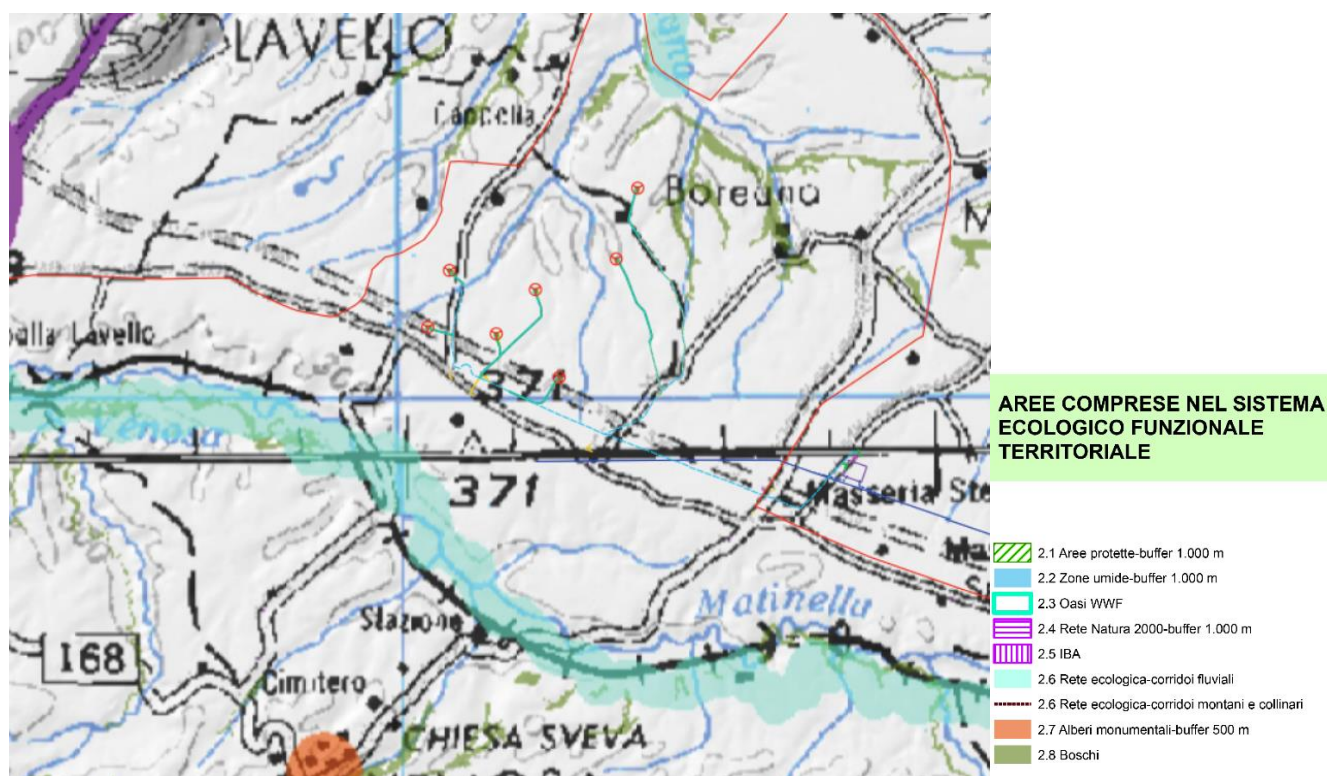 LAVELLO
Cappella
Boreano
Venosa
371
371
Masseria
Stazione
Matinella
168
Cimitero
CHIESA SVEVA
AREE COMPRESE NEL SISTEMA
ECOLOGICO FUNZIONALE
TERRITORIALE
2.1 Aree protette-buffer 1.000 m
2.2 Zone umide-buffer 1.000 m
2.3 Oasi WWF
2.4 Rete Natura 2000-buffer 1.000 m
2.5 IBA
2.6 Rete ecologica-corridoi fluviali
2.6 Rete ecologica-corridoi montani e collinari
2.7 Alberi monumentali-buffer 500 m
2.8 Boschi